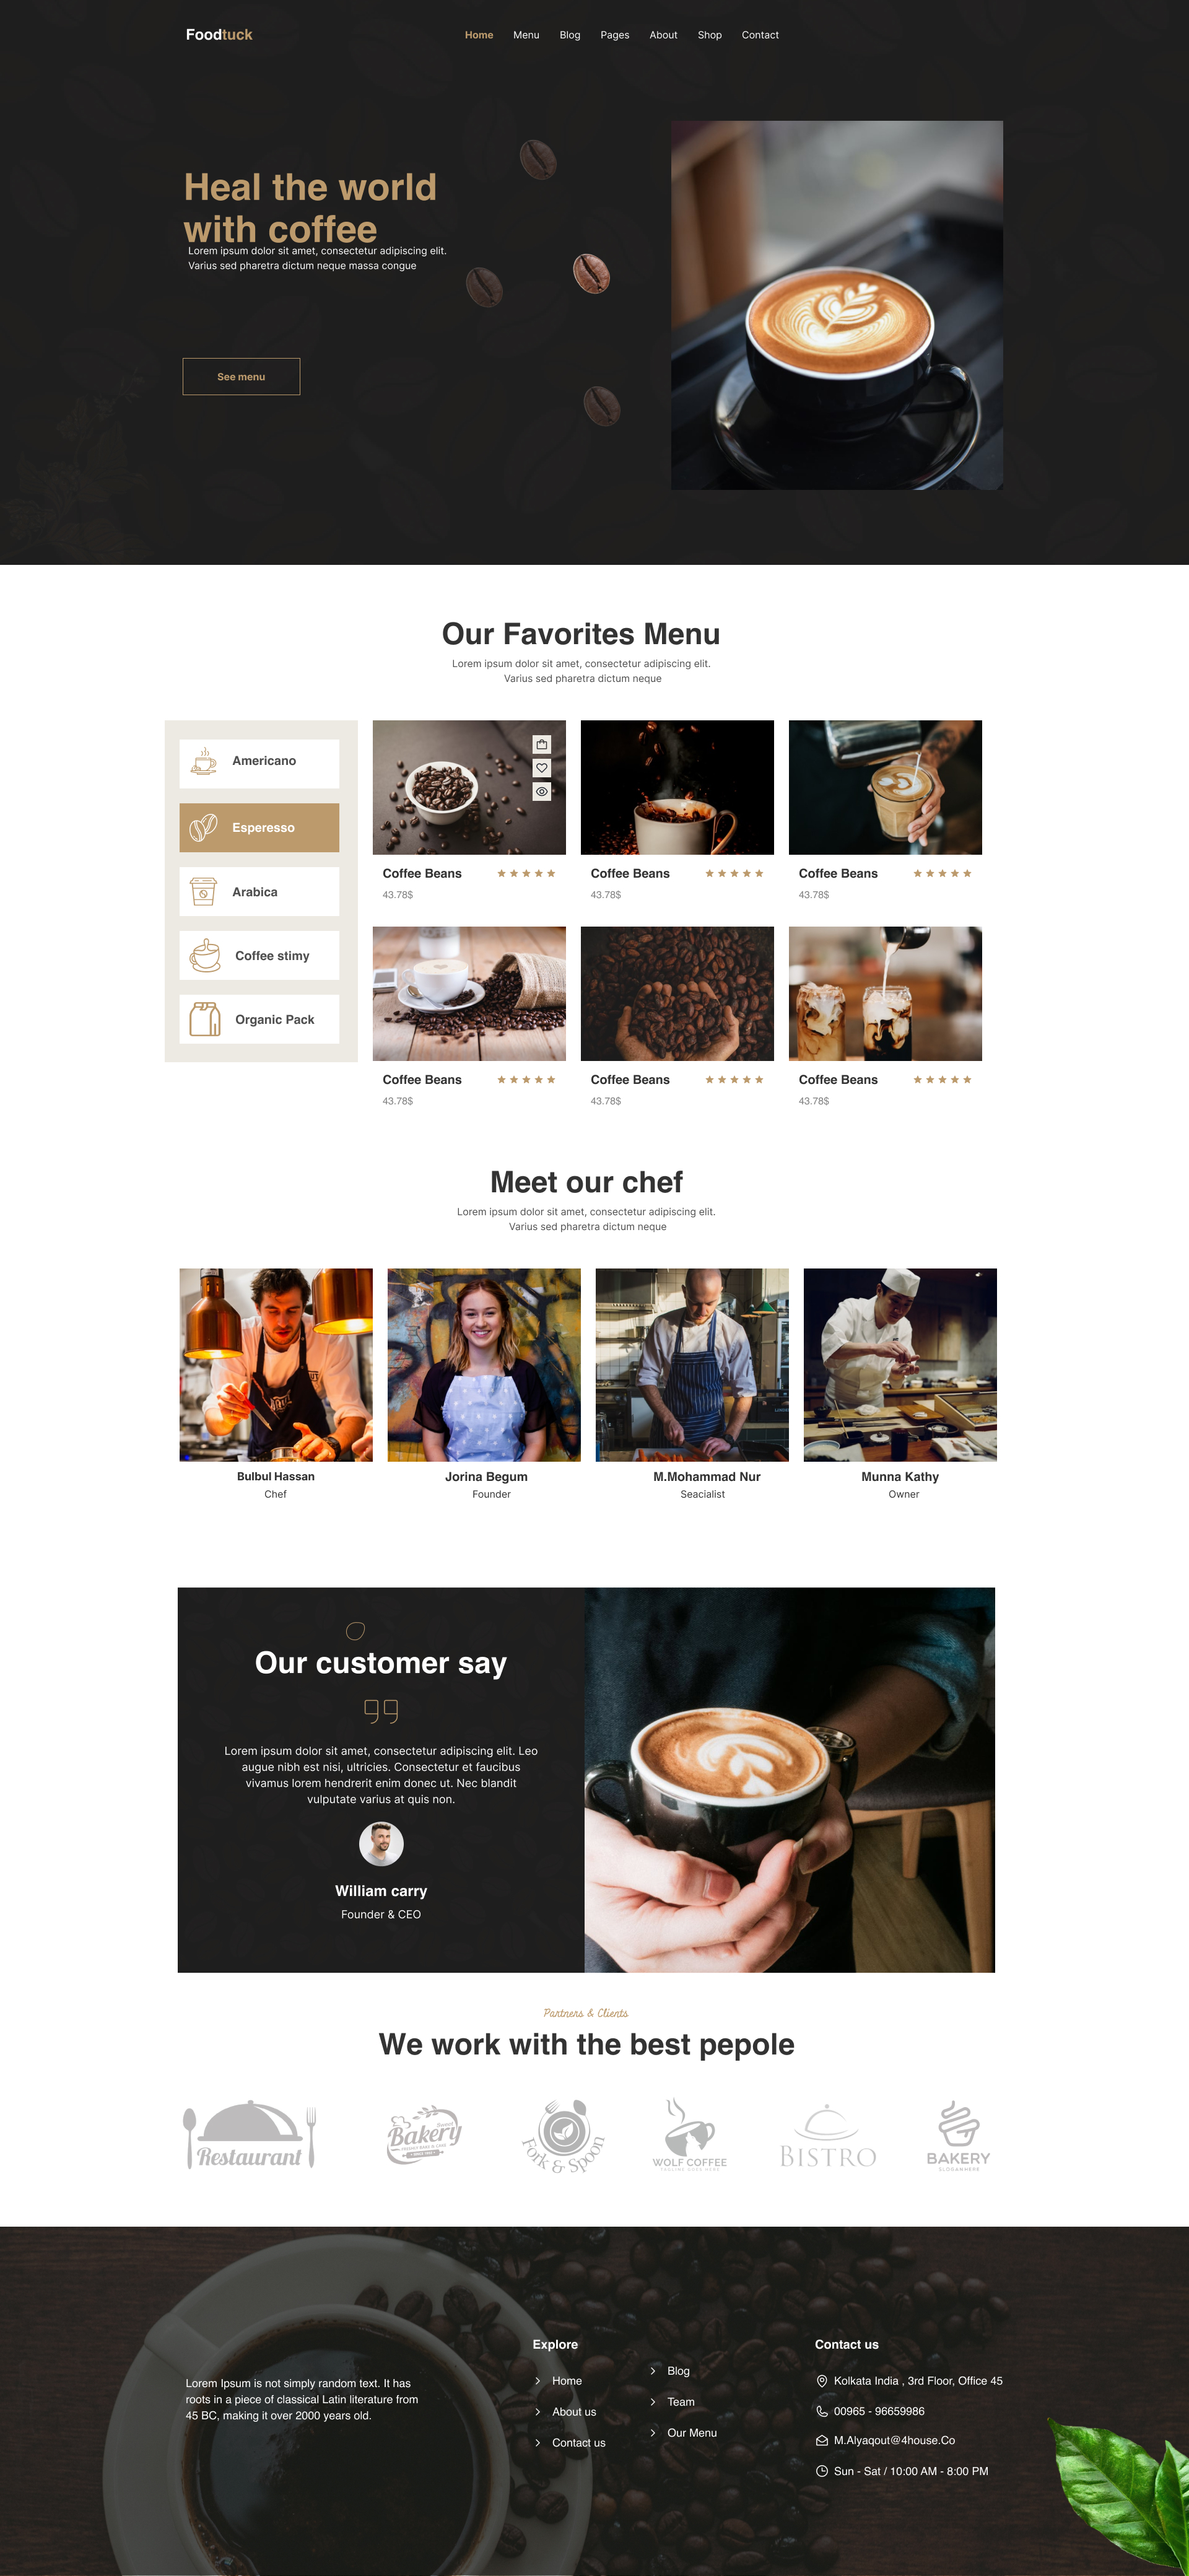 Foodtuck
Home Menu Blog Pages About Shop Contact
Heal the world
with coffee
Lorem ipsum dolor sit amet, consectetur adipiscing elit.
Varius sed pharetra dictum neque massa congue
See menu
Our Favorites Menu
Lorem ipsum dolor sit amet, consectetur adipiscing elit.
Varius sed pharetra dictum neque
Americano
Esperesso
Arabica
Coffee stimy
Organic Pack
Coffee Beans
43.78$
Coffee Beans
43.78$
Coffee Beans
43.78$
Coffee Beans
43.78$
Coffee Beans
43.78$
Coffee Beans
43.78$
Meet our chef
Lorem ipsum dolor sit amet, consectetur adipiscing elit.
Varius sed pharetra dictum neque
Bulbul Hassan
Chef
Jorina Begum
Founder
M.Mohammad Nur
Seacialist
Munna Kathy
Owner
Our customer say
Lorem ipsum dolor sit amet, consectetur adipiscing elit. Leo
augue nibh est nisi, ultricies. Consectetur et faucibus
vivamus lorem hendrerit enim donec ut. Nec blandit
vulputate varius at quis non.
William carry
Founder & CEO
Partners & Clients
We work with the best pepole
Restaurant
Bakery
Fork & Spoon
WOLF COFFEE
BISTRO
BAKERY
SLOGAN HERE
Lorem Ipsum is not simply random text. It has
roots in a piece of classical Latin literature from
45 BC, making it over 2000 years old.
Explore
Home
About us
Contact us
Blog
Team
Our Menu
Contact us
Kolkata India , 3rd Floor, Office 45
00965 - 96659986
M.Alyaqout@4house.Co
Sun - Sat / 10:00 AM - 8:00 PM